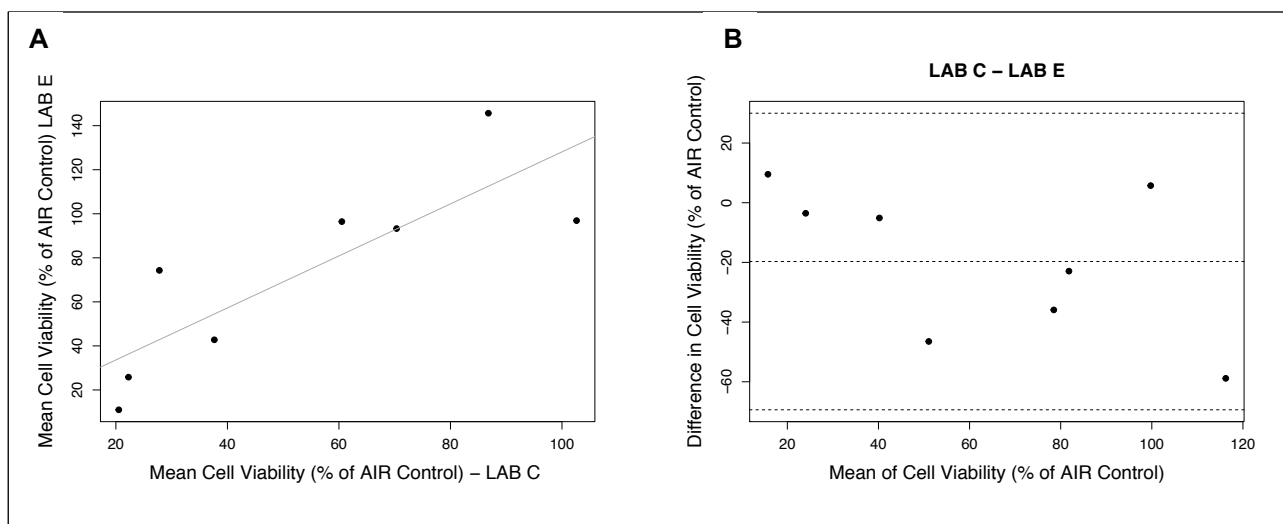 A
Mean Cell Viability (% of AIR Control) LAB E
140
120
100
80
60
40
20
20 40 60 80 100
Mean Cell Viability (% of AIR Control) – LAB C
B
LAB C – LAB E
Difference in Cell Viability (% of AIR Control)
20
0
−20
−40
−60
20 40 60 80 100 120
Mean of Cell Viability (% of AIR Control)